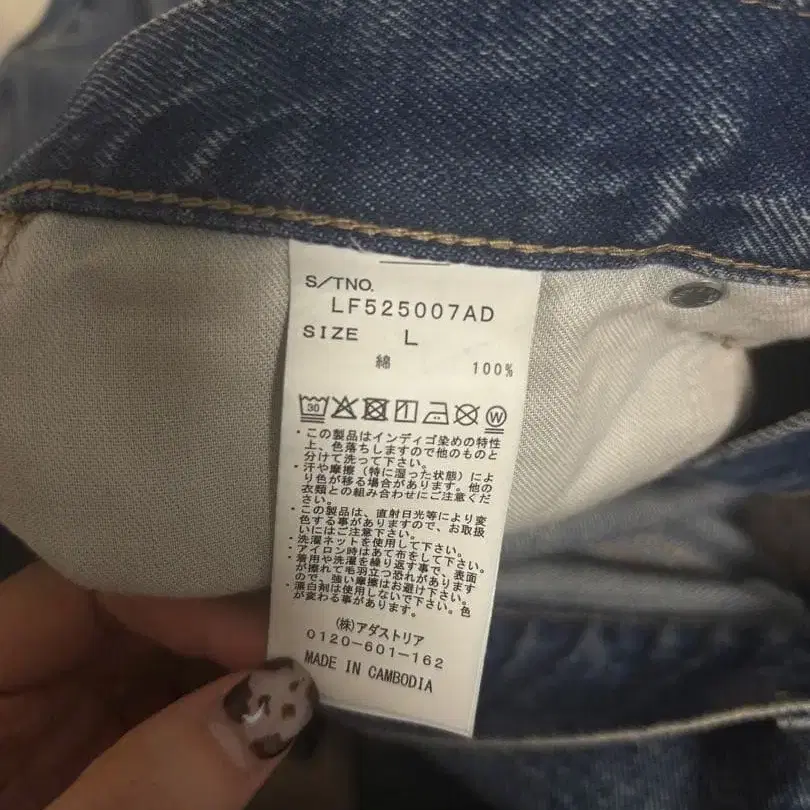 S/TNO.
LF525007AD
SIZE L
綿 100%
30 W
・この製品はインディゴ染めの特性
上、色落ちしますので他のものと
分けて洗って下さい。
・汗や摩擦（特に湿った状態）によ
り色が移る場合があります。他の
衣類との組み合わせにご注意くだ
さい。
・この製品は、直射日光等により変
色する事がありますので、お取扱
いにはご注意下さい。
・洗濯ネットを使用して下さい。
・アイロン時はあて布をして下さい。
・着用や洗濯を繰り返す事で、表面
が擦れて毛羽立つ恐れがあります
ので、強い摩擦はお避け下さい。
・漂白剤は使用しないで下さい。色
が変わる事があります。
(株)アダストリア
0120-601-162
MADE IN CAMBODIA